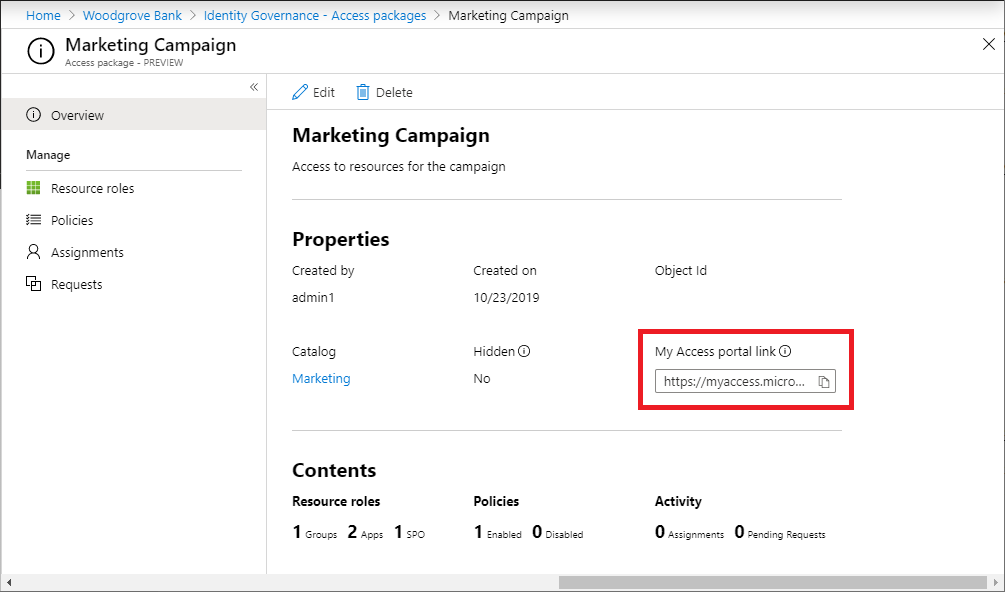 Home > Woodgrove Bank > Identity Governance - Access packages > Marketing Campaign
Marketing Campaign
Access package - PREVIEW
«
Overview
Manage
Resource roles
Policies
Assignments
Requests
Edit Delete
Marketing Campaign
Access to resources for the campaign
Properties
Created by Created on Object Id
admin1 10/23/2019
Catalog Hidden My Access portal link
Marketing No https://myaccess.micro...
Contents
Resource roles Policies Activity
1 Groups 2 Apps 1 SPO 1 Enabled 0 Disabled 0 Assignments 0 Pending Requests